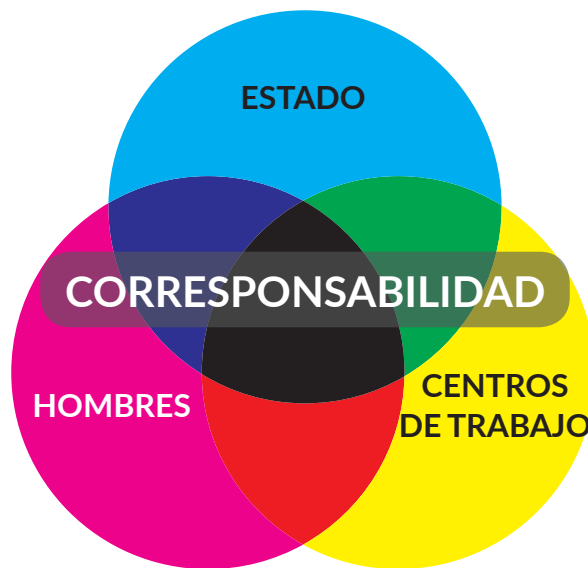 ESTADO
CORRESPONSABILIDAD
HOMBRES
CENTROS
DE TRABAJO